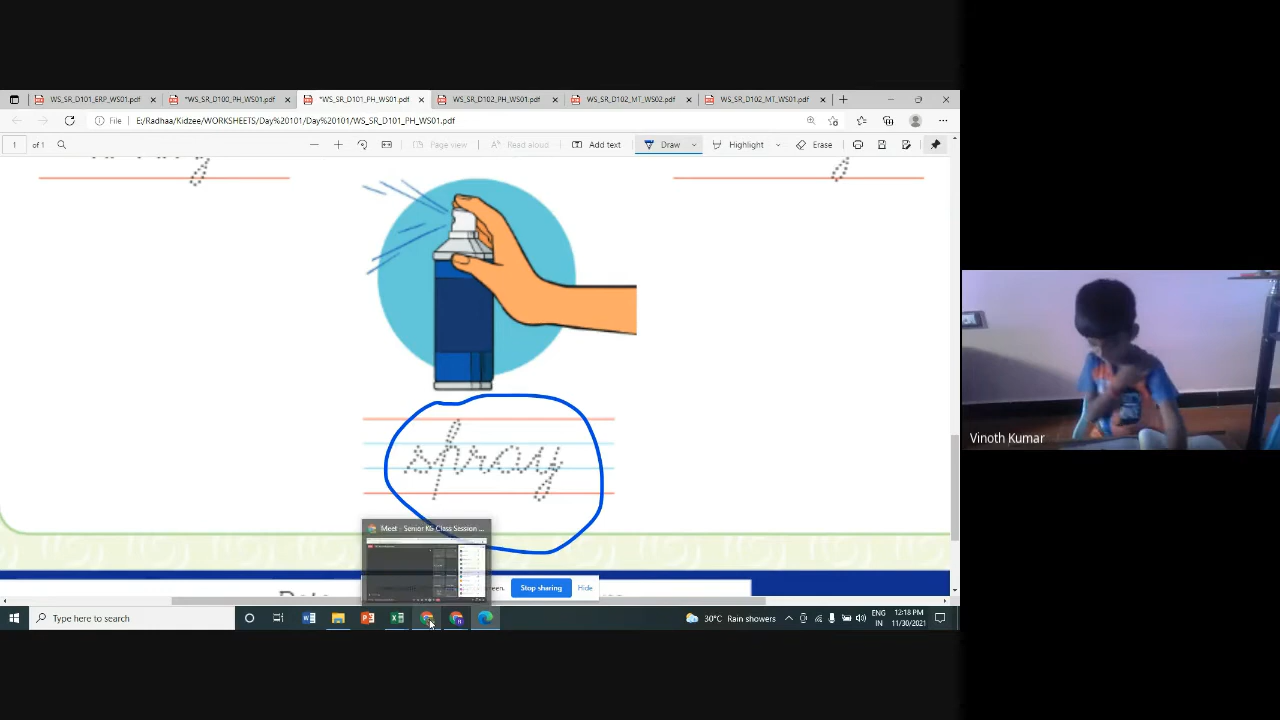 WS_SR_D101_ERP_WS01.pdf
*WS_SR_D100_PH_WS01.pdf
*WS_SR_D101_PH_WS01.pdf
WS_SR_D102_PH_WS01.pdf
WS_SR_D102_MT_WS02.pdf
WS_SR_D102_MT_WS01.pdf
File
E:/Radhaa/Kidzee/WORKSHEETS/Day%20101/Day%20101/WS_SR_D101_PH_WS01.pdf
1 of 1
Page view
Read aloud
Add text
Draw
Highlight
Erase
spray
Vinoth Kumar
Meet - Senior KG Class Session ...
screen.
Stop sharing
Hide
Type here to search
30°C Rain showers
ENG
IN
12:18 PM
11/30/2021